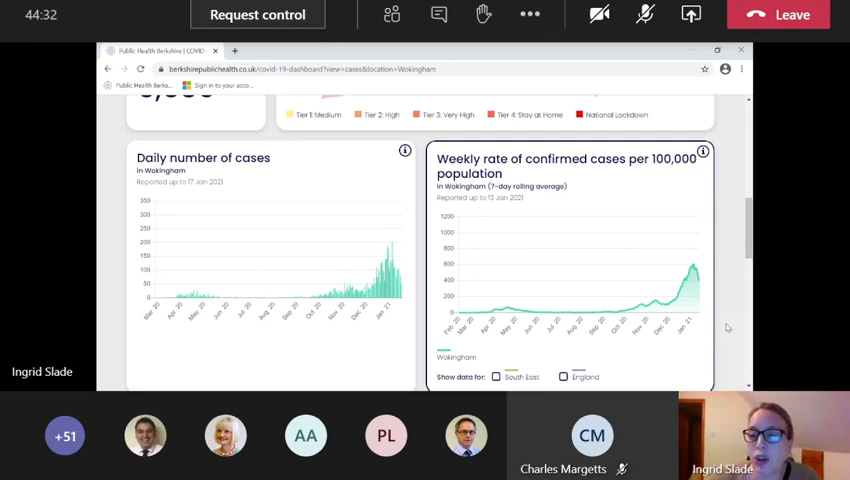 44:32
Request control
Leave
Public Health Berkshire | COVID-
berkshirepublichealth.co.uk/covid-19-dashboard?view=cases&location=Wokingham
Public Health Berks...
Sign in to your acco...
Tier 1: Medium
Tier 2: High
Tier 3: Very High
Tier 4: Stay at Home
National Lockdown
Daily number of cases
in Wokingham
Reported up to 17 Jan 2021
350
300
250
200
150
100
50
0
Mar 20
Apr 20
May 20
Jun 20
Jul 20
Aug 20
Sep 20
Oct 20
Nov 20
Dec 20
Jan 21
Weekly rate of confirmed cases per 100,000
population
in Wokingham (7-day rolling average)
Reported up to 13 Jan 2021
1200
1000
800
600
400
200
0
Feb 20
Mar 20
Apr 20
May 20
Jun 20
Jul 20
Aug 20
Sep 20
Oct 20
Nov 20
Dec 20
Jan 21
Wokingham
Show data for:
South East
England
Ingrid Slade
+51
AA
PL
CM
Charles Margetts
Ingrid Slade